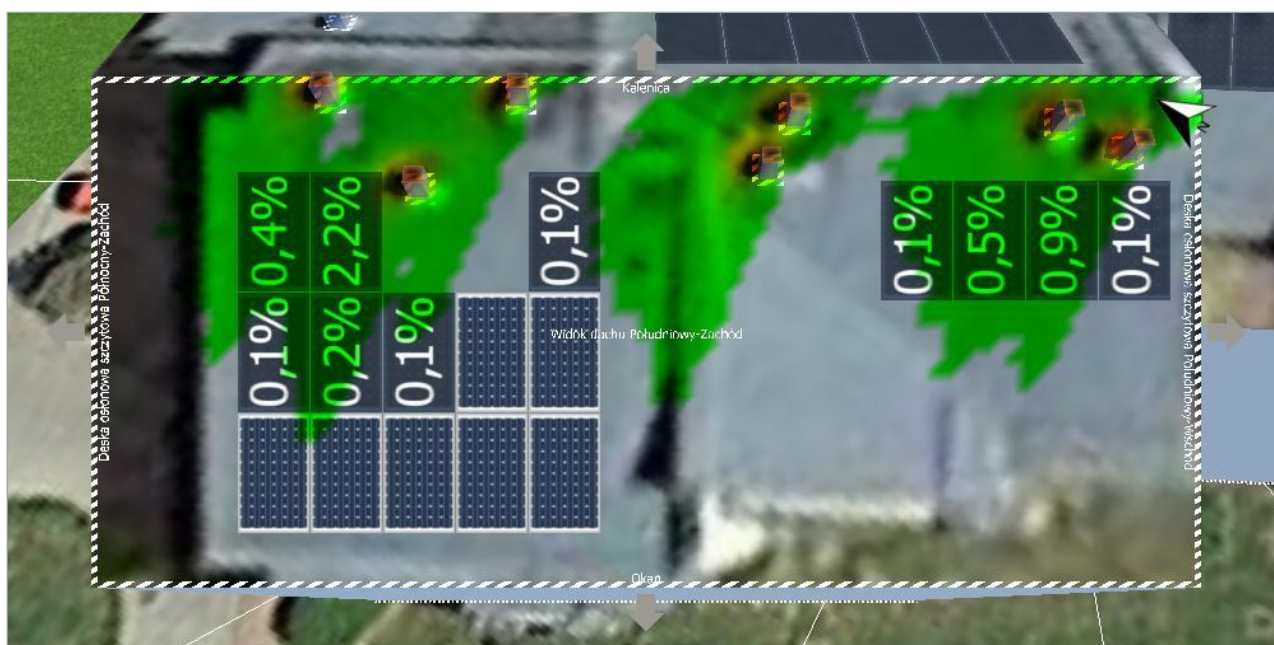 Kalenica
0,4%
2,2%
0,1%
0,1%
0,5%
0,9%
0,1%
Deska osłonowa szczytowa Północny-Zachód
Deska osłonowa szczytowa Południowy-Wschód
0,1%
0,2%
0,1%
Widok dachu Południowy-Zachód
Okap